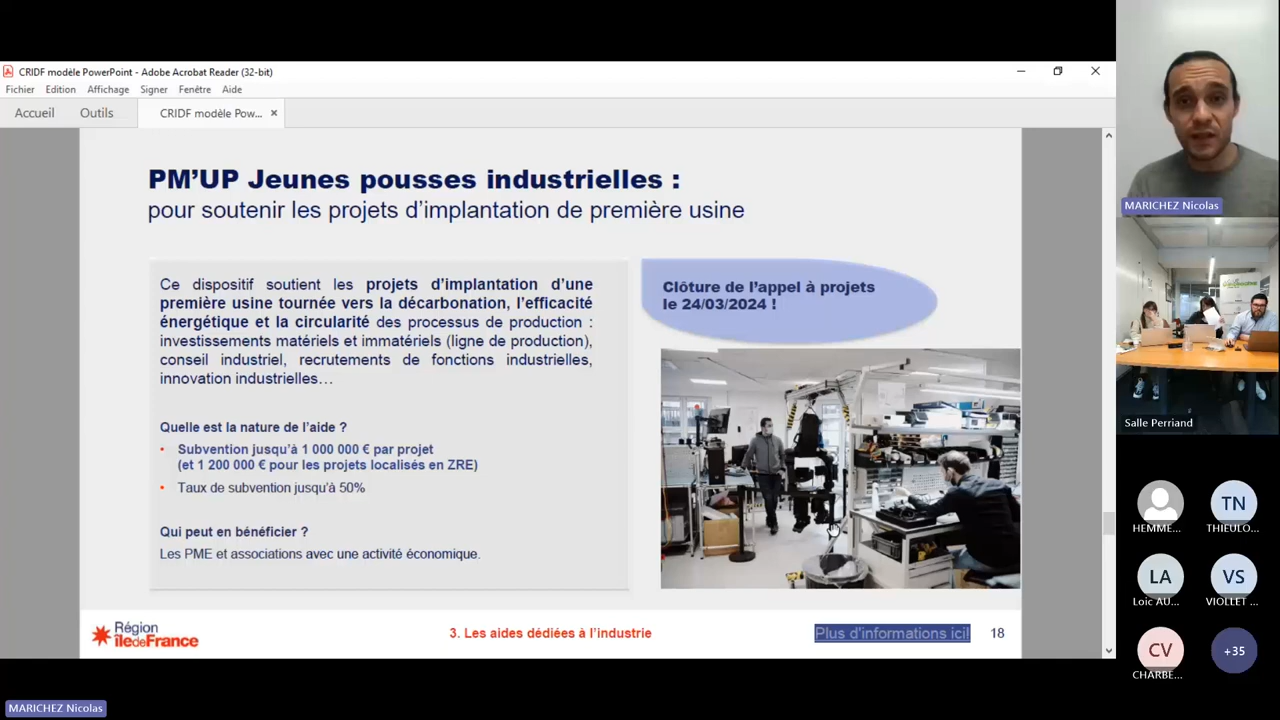 CRIDF modèle PowerPoint - Adobe Acrobat Reader (32-bit)
Fichier Edition Affichage Signer Fenêtre Aide
Accueil Outils CRIDF modèle Pow...
PM'UP Jeunes pousses industrielles :
pour soutenir les projets d'implantation de première usine
Ce dispositif soutient les projets d'implantation d'une
première usine tournée vers la décarbonation, l'efficacité
énergétique et la circularité des processus de production :
investissements matériels et immatériels (ligne de production),
conseil industriel, recrutements de fonctions industrielles,
innovation industrielles…
Quelle est la nature de l'aide ?
• Subvention jusqu'à 1 000 000 € par projet
(et 1 200 000 € pour les projets localisés en ZRE)
• Taux de subvention jusqu'à 50%
Qui peut en bénéficier ?
Les PME et associations avec une activité économique.
Clôture de l'appel à projets
le 24/03/2024 !
Région
îledeFrance
3. Les aides dédiées à l'industrie
Plus d'informations ici!
18
MARICHEZ Nicolas
Salle Perriand
TN
HEMME... THIEULO...
LA VS
Loic AU... VIOLLET ...
CV +35
CHARBE...
MARICHEZ Nicolas